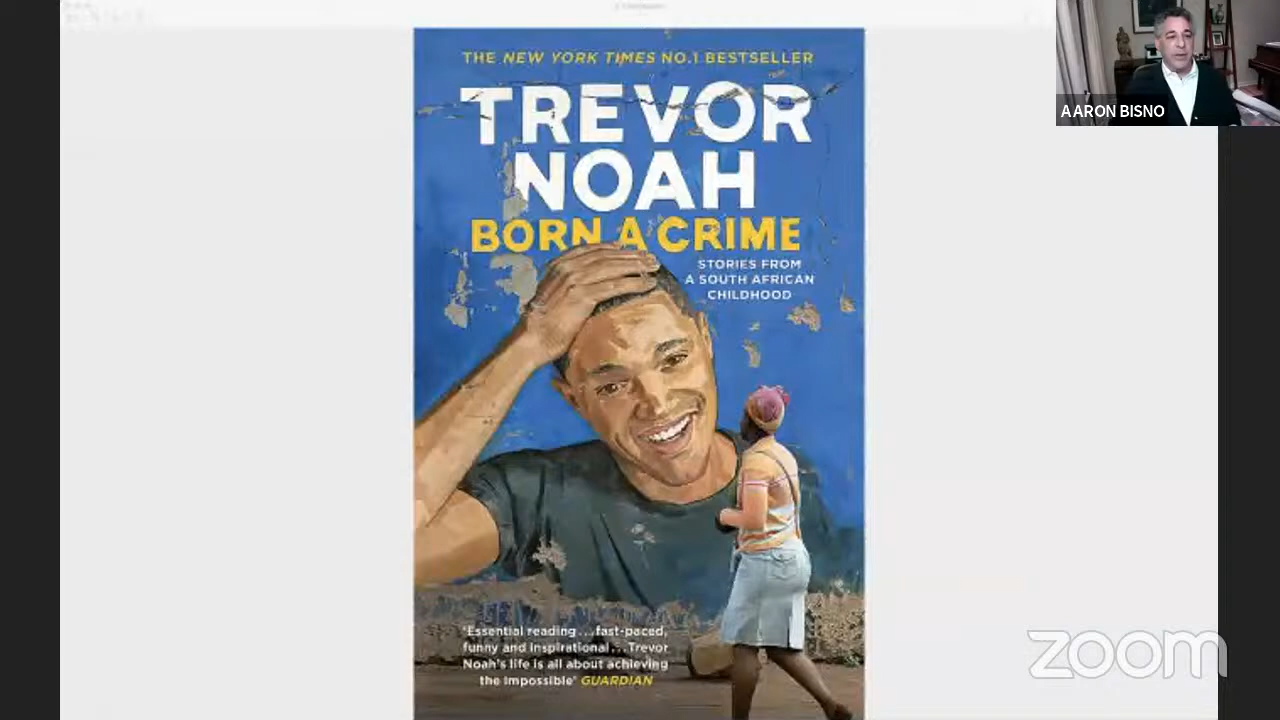 THE NEW YORK TIMES NO.1 BESTSELLER
TREVOR
NOAH
BORN A CRIME
STORIES FROM
A SOUTH AFRICAN
CHILDHOOD
'Essential reading...fast-paced,
funny and inspirational...Trevor
Noah's life is all about achieving
the impossible' GUARDIAN
AARON BISNO
zoom